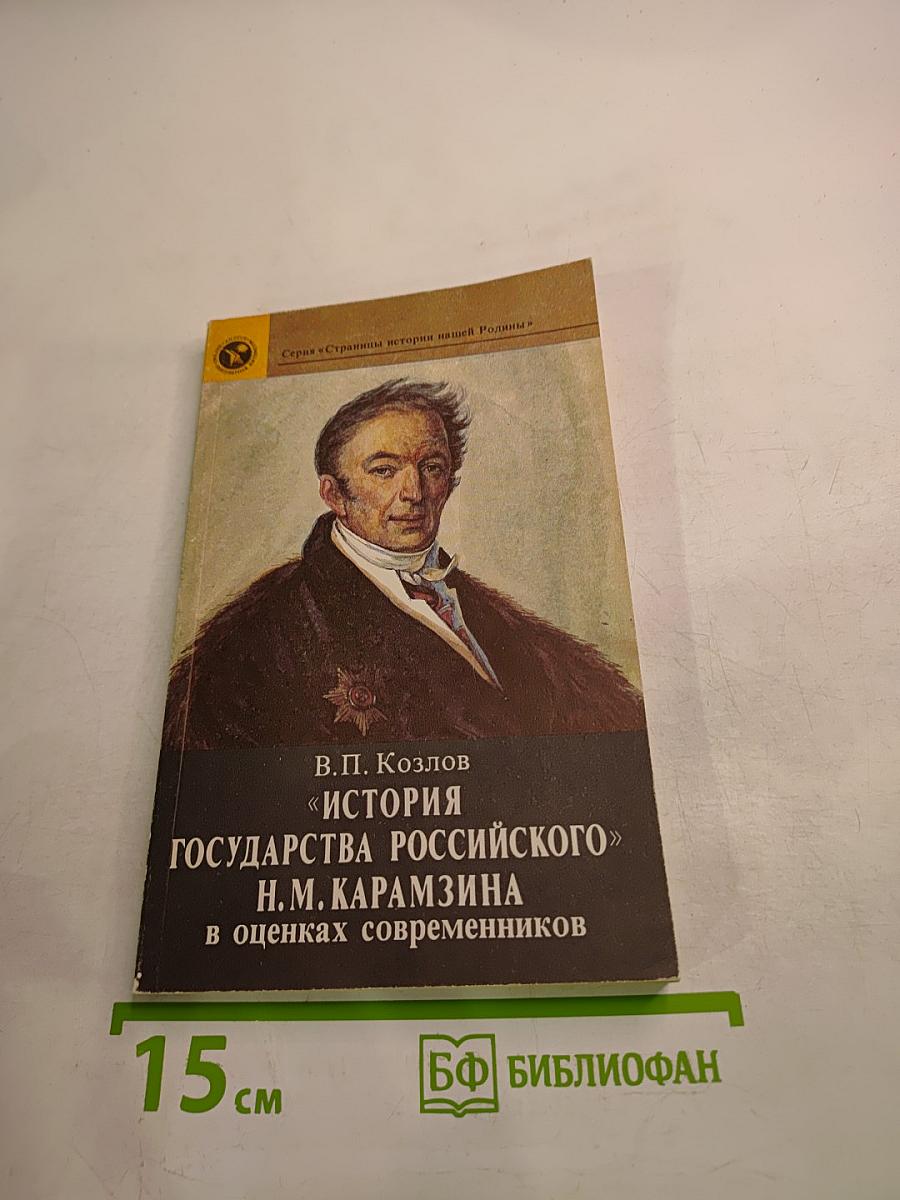 Серия «Страницы истории нашей Родины»
В.П. Козлов
«ИСТОРИЯ
ГОСУДАРСТВА РОССИЙСКОГО»
Н.М. КАРАМЗИНА
в оценках современников
15 см
БФ БИБЛИОФАН